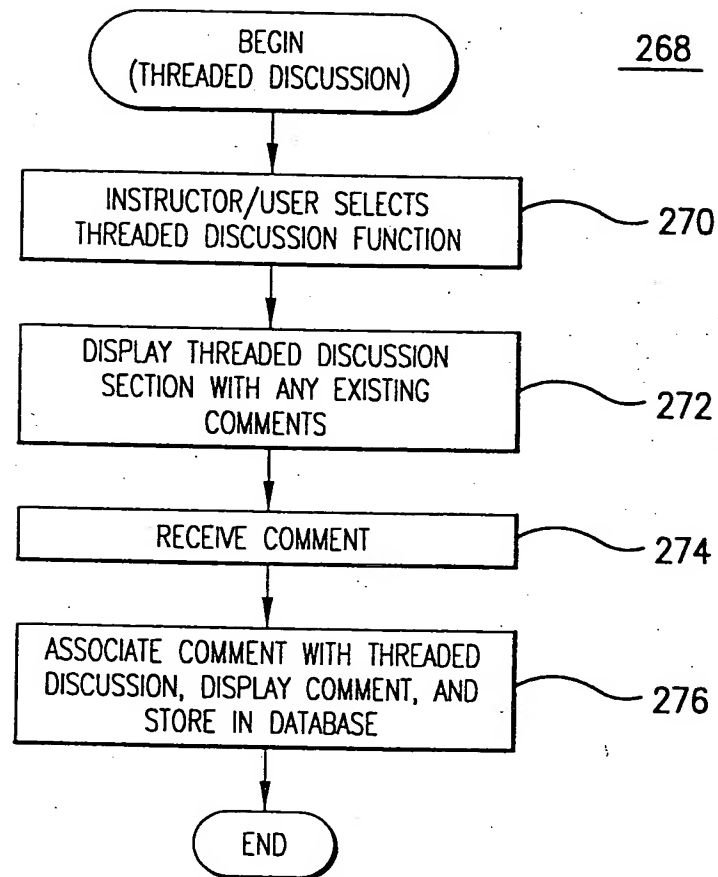 BEGIN
(THREADED DISCUSSION)
268
INSTRUCTOR/USER SELECTS
THREADED DISCUSSION FUNCTION
270
DISPLAY THREADED DISCUSSION
SECTION WITH ANY EXISTING
COMMENTS
272
RECEIVE COMMENT
274
ASSOCIATE COMMENT WITH THREADED
DISCUSSION, DISPLAY COMMENT, AND
STORE IN DATABASE
276
END